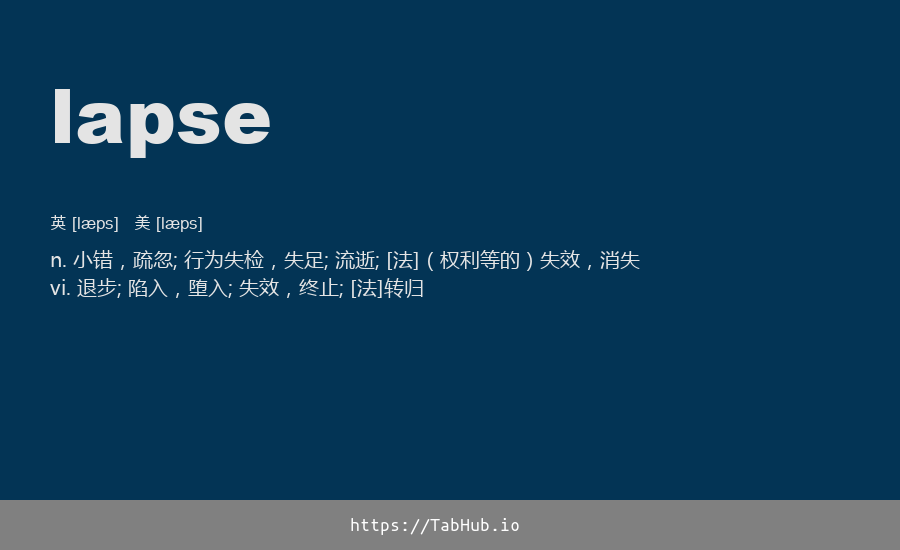 lapse
英 [læps] 美 [læps]
n. 小错，疏忽; 行为失检，失足; 流逝; [法]（权利等的）失效，消失
vi. 退步; 陷入，堕入; 失效，终止; [法]转归
https://TabHub.io